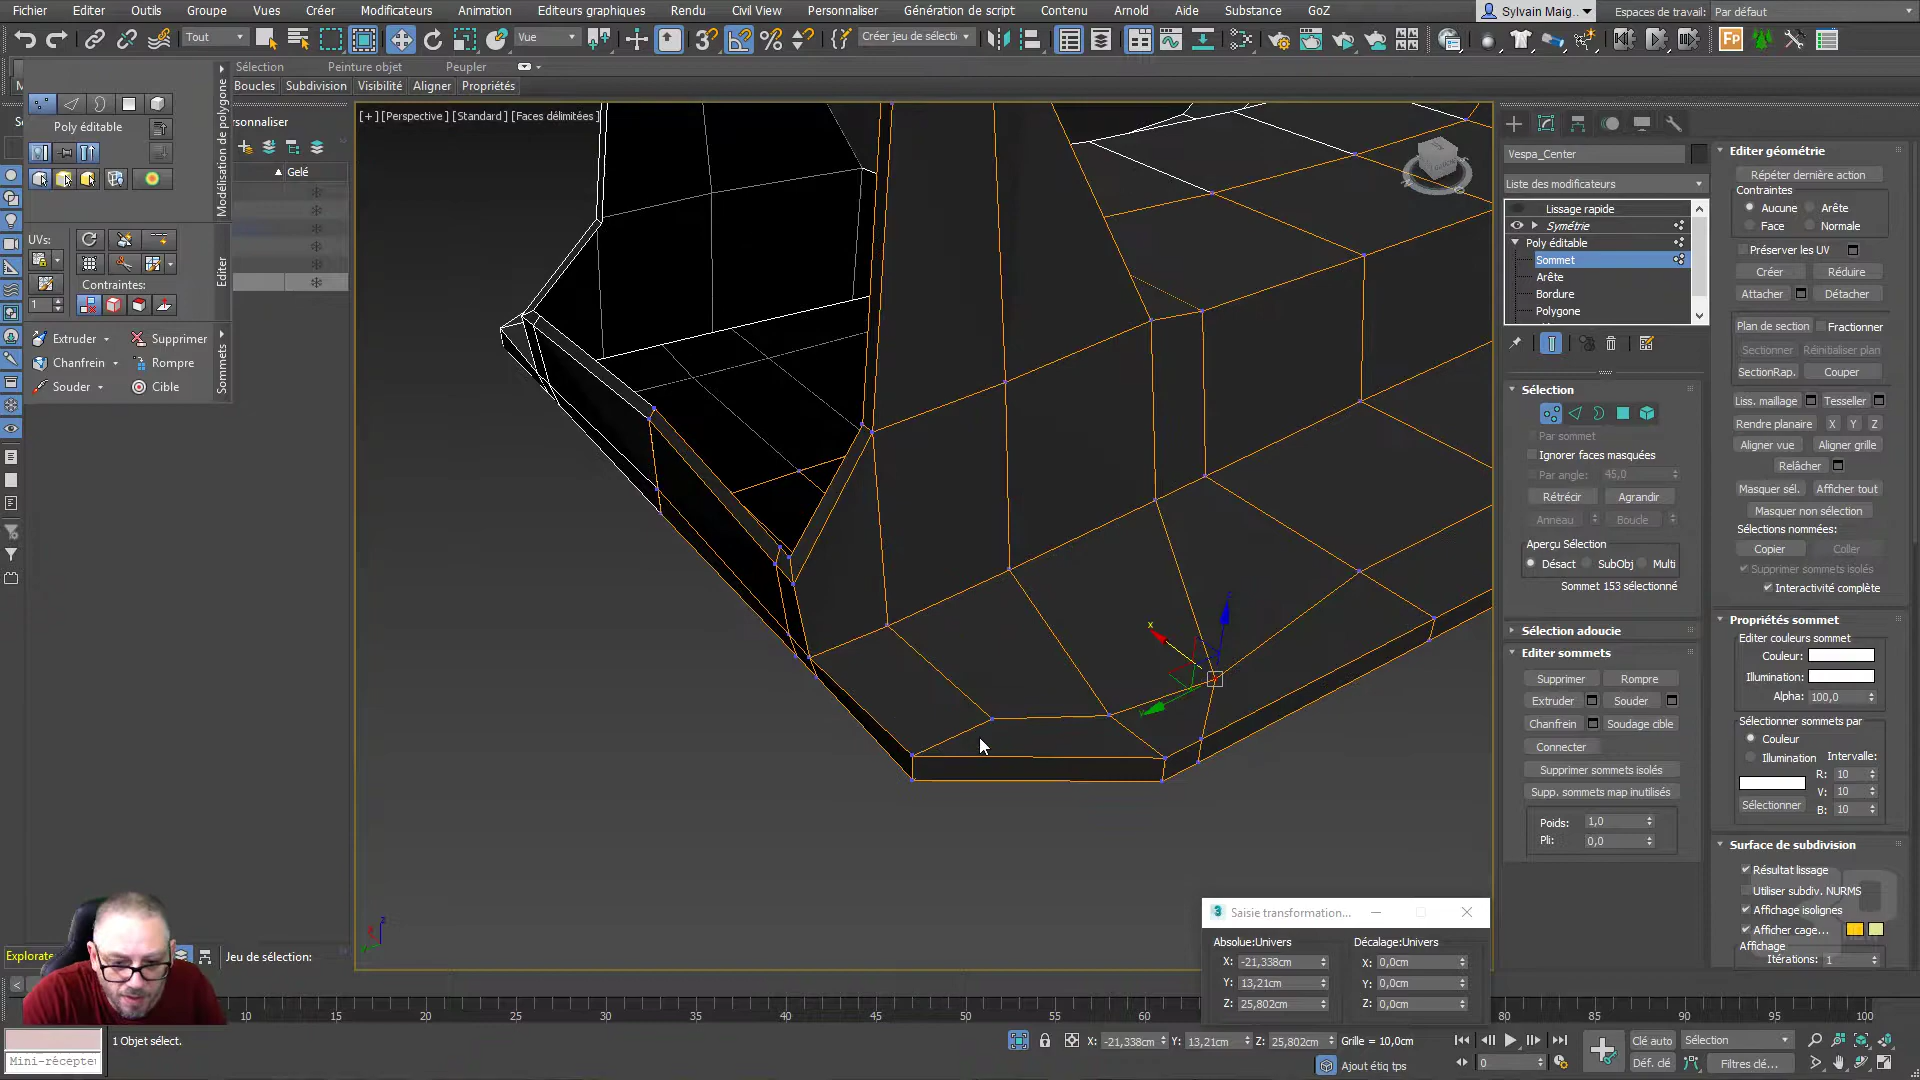 Fichier Editer Outils Groupe Vues Créer Modificateurs Animation Editeurs graphiques Rendu Civil View Personnaliser Génération de script Contenu Arnold Aide Substance GoZ
Sylvain Maig..
Espaces de travail: Par défaut
Tout
Vue
Créer jeu de sélecti
Sélection Peinture objet Peupler
Boucles Subdivision Visibilité Aligner Propriétés
Modélisation de polygone
Poly éditable
ersonnaliser
Gelé
UVs:
Contraintes:
1
Editer
Extruder Supprimer
Chanfrein Rompre
Souder Cible
Sommets
[+] [Perspective] [Standard] [Faces délimitées]
x
Vespa_Center
Liste des modificateurs
Lissage rapide
Symétrie
Poly éditable
Sommet
Arête
Bordure
Polygone
Sélection
Par sommet
Ignorer faces masquées
Par angle: 45,0
Rétrécir Agrandir
Anneau Boucle
Aperçu Sélection
Désact SubObj Multi
Sommet 153 sélectionné
Sélection adoucie
Editer sommets
Supprimer Rompre
Extruder Souder
Chanfrein Soudage cible
Connecter
Supprimer sommets isolés
Supp. sommets map inutilisés
Poids: 1,0
Pli: 0,0
Editer géométrie
Répéter dernière action
Contraintes
Aucune Arête
Face Normale
Préserver les UV
Créer Réduire
Attacher Détacher
Plan de section Fractionner
Sectionner Réinitialiser plan
SectionRap. Couper
Liss. maillage Tesseller
Rendre planaire X Y Z
Aligner vue Aligner grille
Relâcher
Masquer sél. Afficher tout
Masquer non sélection
Sélections nommées:
Copier Coller
Supprimer sommets isolés
Interactivité complète
Propriétés sommet
Editer couleurs sommet
Couleur:
Illumination:
Alpha: 100,0
Sélectionner sommets par
Couleur
Illumination Intervalle:
R: 10
V: 10
Sélectionner B: 10
Surface de subdivision
Résultat lissage
Utiliser subdiv. NURMS
Affichage isolignes
Afficher cage...
Affichage
Itérations: 1
Saisie transformation...
Absolue:Univers Décalage:Univers
X: -21,338cm X: 0,0cm
Y: 13,21cm Y: 0,0cm
Z: 25,802cm Z: 0,0cm
Explorate
Jeu de sélection:
10 15 20 25 30 35 40 45 50 55 60 65 80 85 90 95 100
1 Objet sélect.
Mini-récepte
X: -21,338cm Y: 13,21cm Z: 25,802cm Grille = 10,0cm
Ajout étiq tps
0
Clé auto Sélection
Déf. clé Filtres clé...